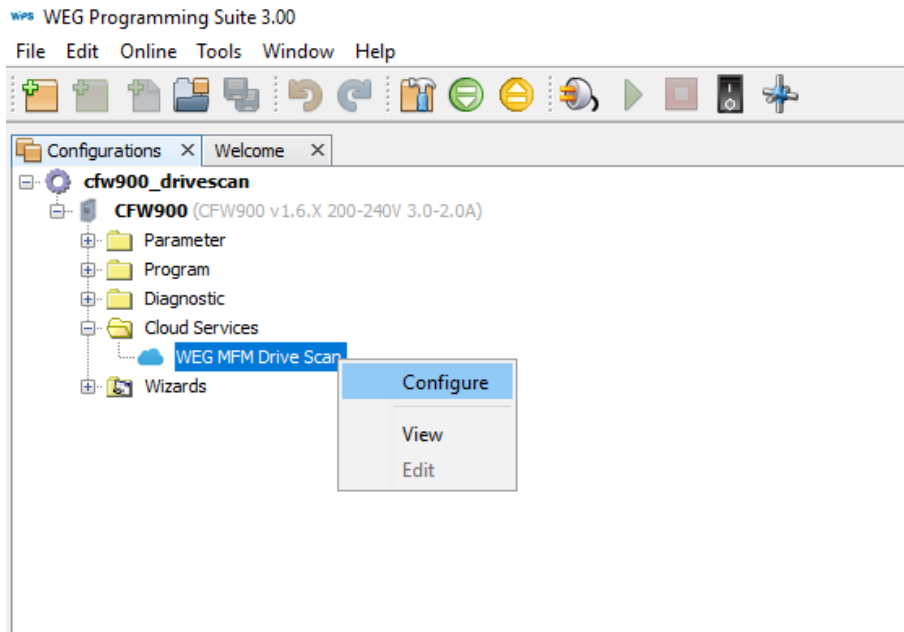 WPS WEG Programming Suite 3.00
File Edit Online Tools Window Help
Configurations Welcome
cfw900_drivescan
CFW900 (CFW900 v1.6.X 200-240V 3.0-2.0A)
Parameter
Program
Diagnostic
Cloud Services
WEG MFM Drive Scan
Configure
View
Edit
Wizards